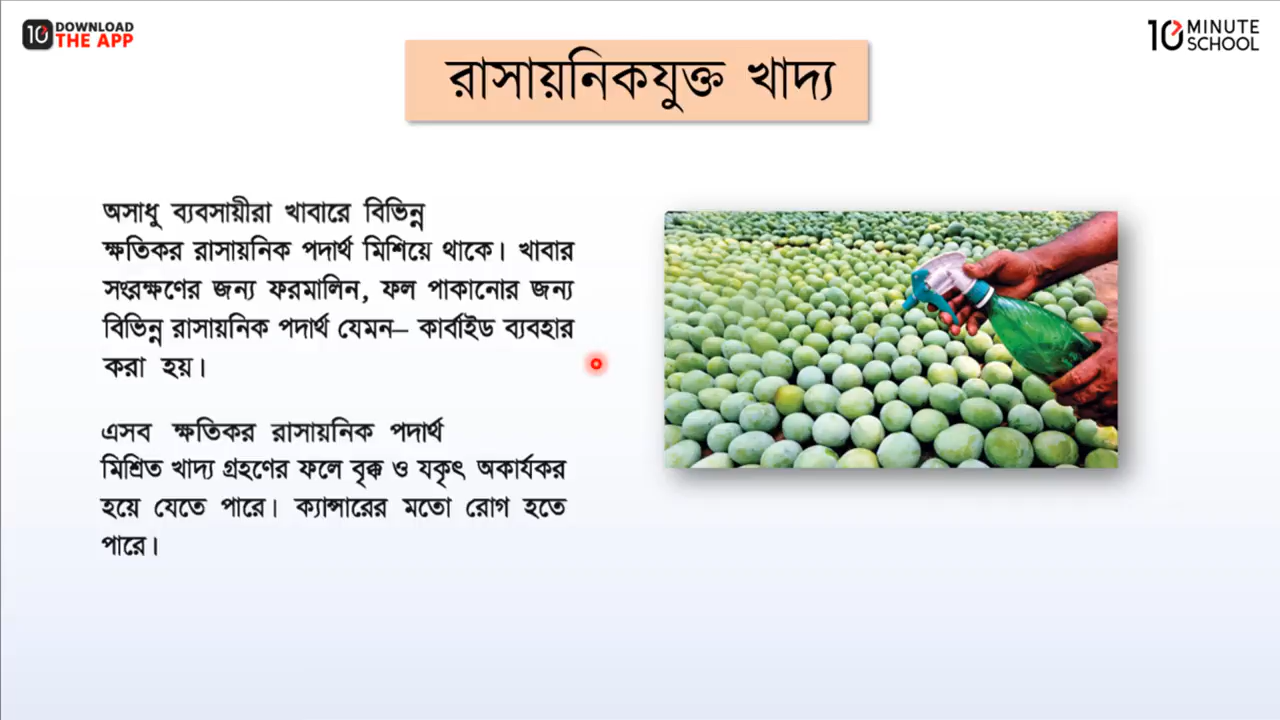 DOWNLOAD
THE APP
10 MINUTE
SCHOOL
রাসায়নিকযুক্ত খাদ্য
অসাধু ব্যবসায়ীরা খাবারে বিভিন্ন
ক্ষতিকর রাসায়নিক পদার্থ মিশিয়ে থাকে। খাবার
সংরক্ষণের জন্য ফরমালিন, ফল পাকানোর জন্য
বিভিন্ন রাসায়নিক পদার্থ যেমন– কার্বাইড ব্যবহার
করা হয়।
এসব ক্ষতিকর রাসায়নিক পদার্থ
মিশ্রিত খাদ্য গ্রহণের ফলে বৃক্ক ও যকৃৎ অকার্যকর
হয়ে যেতে পারে। ক্যান্সারের মতো রোগ হতে
পারে।